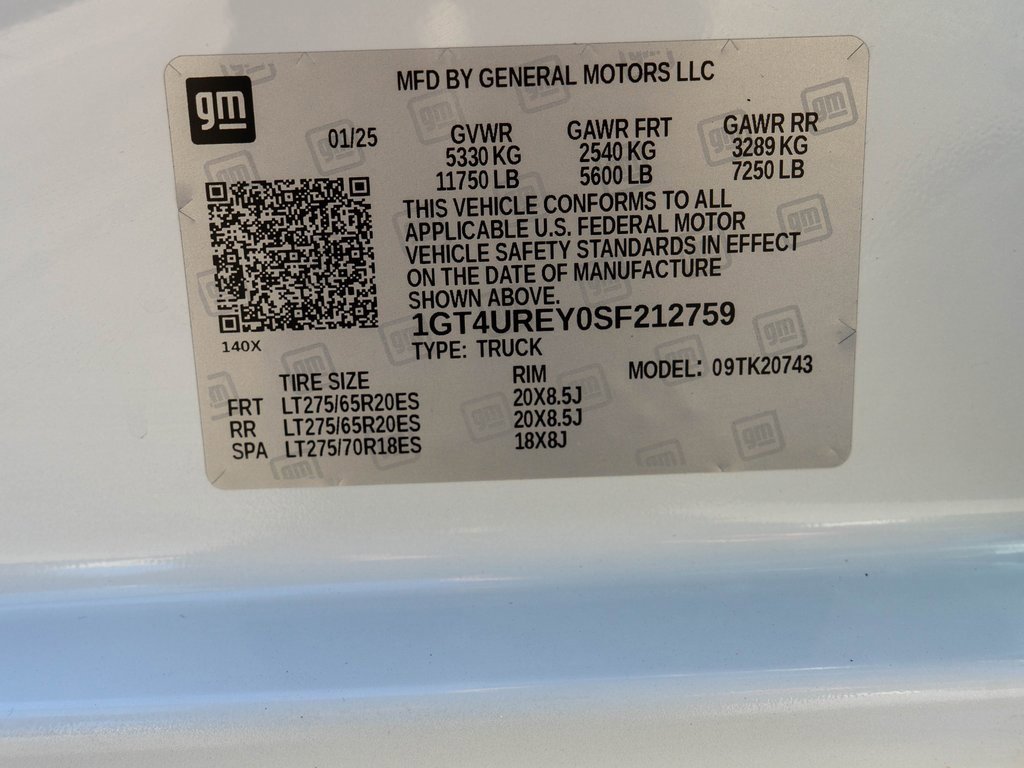 gm
MFD BY GENERAL MOTORS LLC
01/25 GVWR GAWR FRT GAWR RR
5330 KG 2540 KG 3289 KG
11750 LB 5600 LB 7250 LB
THIS VEHICLE CONFORMS TO ALL
APPLICABLE U.S. FEDERAL MOTOR
VEHICLE SAFETY STANDARDS IN EFFECT
ON THE DATE OF MANUFACTURE
SHOWN ABOVE.
1GT4UREY0SF212759
140X
TYPE: TRUCK
MODEL: 09TK20743
TIRE SIZE RIM
FRT LT275/65R20ES 20X8.5J
RR LT275/65R20ES 20X8.5J
SPA LT275/70R18ES 18X8J